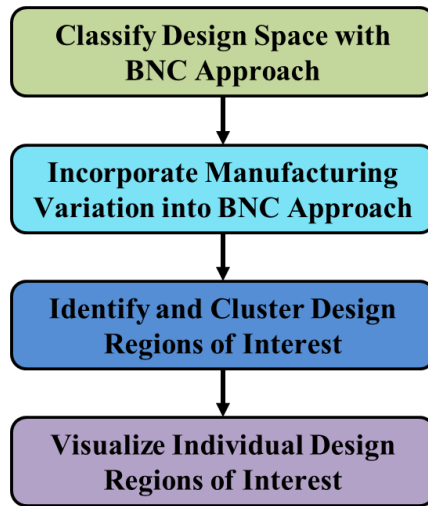 Classify Design Space with
BNC Approach
Incorporate Manufacturing
Variation into BNC Approach
Identify and Cluster Design
Regions of Interest
Visualize Individual Design
Regions of Interest